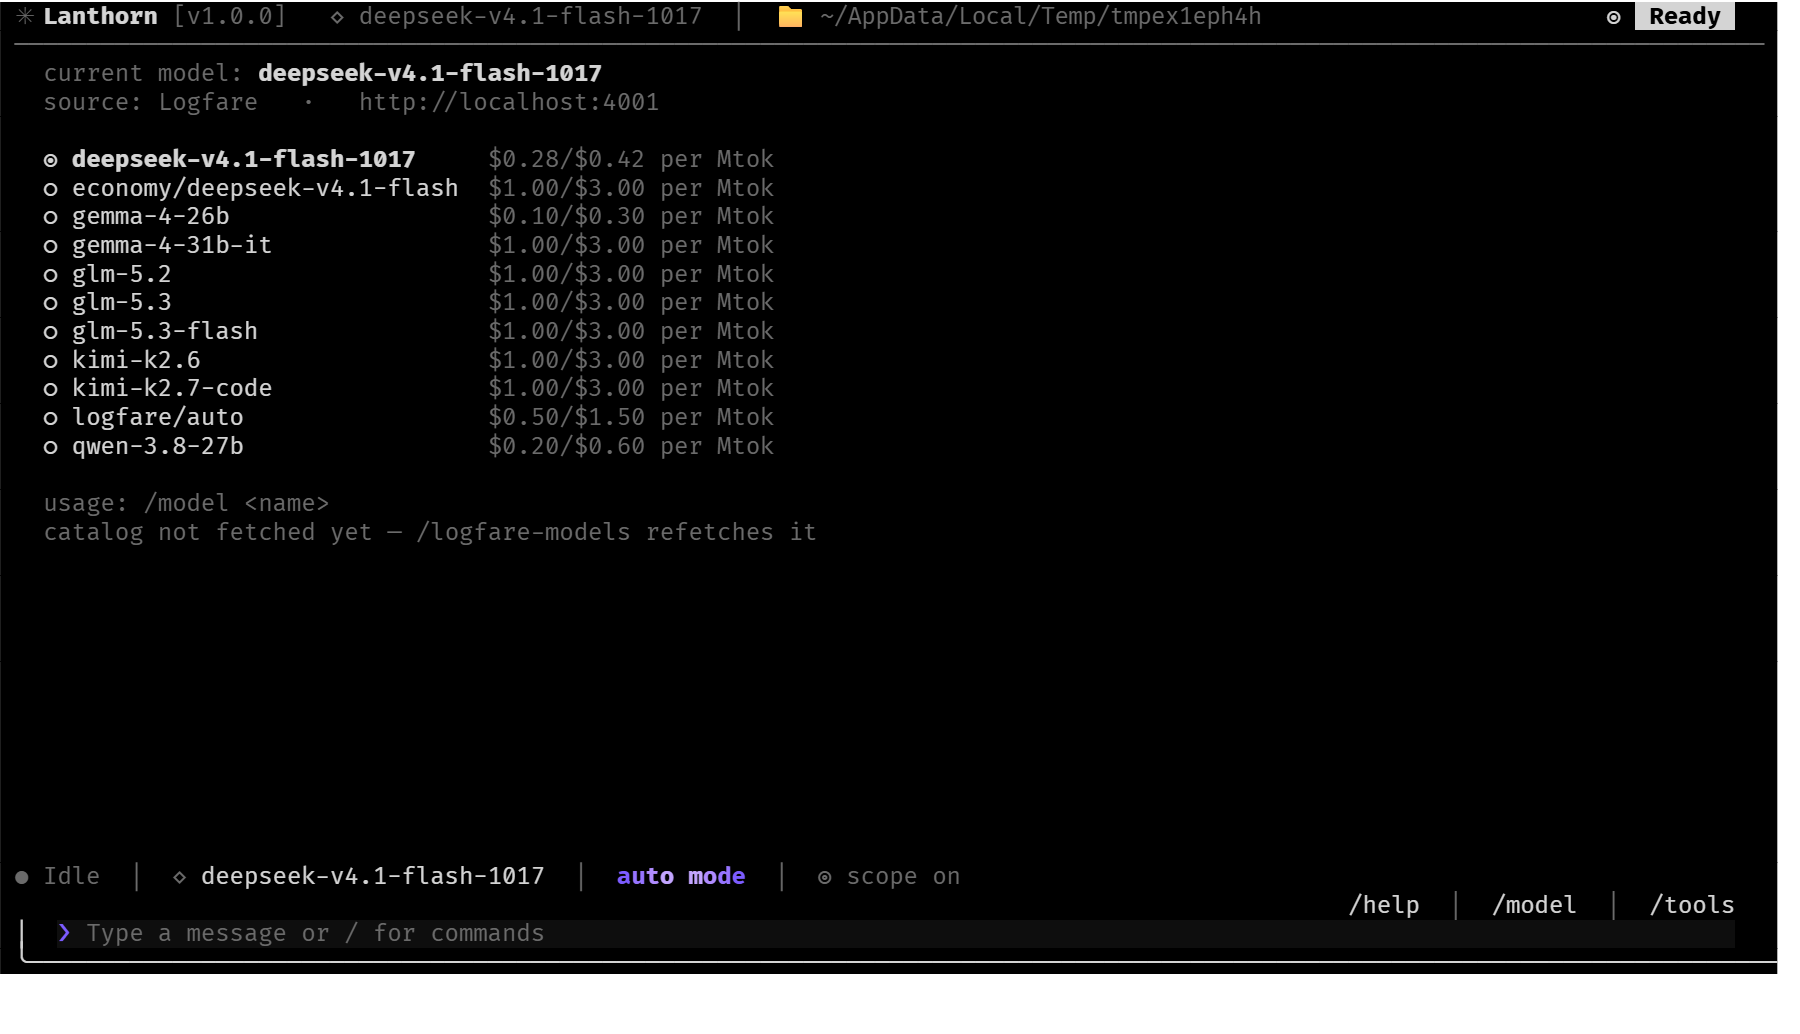 ✳ Lanthorn [v1.0.0] ◇ deepseek-v4.1-flash-1017 │ 📁 ~/AppData/Local/Temp/tmpex1eph4h ⊙ Ready
current model: deepseek-v4.1-flash-1017
source: Logfare · http://localhost:4001
⊙ deepseek-v4.1-flash-1017 $0.28/$0.42 per Mtok
○ economy/deepseek-v4.1-flash $1.00/$3.00 per Mtok
○ gemma-4-26b $0.10/$0.30 per Mtok
○ gemma-4-31b-it $1.00/$3.00 per Mtok
○ glm-5.2 $1.00/$3.00 per Mtok
○ glm-5.3 $1.00/$3.00 per Mtok
○ glm-5.3-flash $1.00/$3.00 per Mtok
○ kimi-k2.6 $1.00/$3.00 per Mtok
○ kimi-k2.7-code $1.00/$3.00 per Mtok
○ logfare/auto $0.50/$1.50 per Mtok
○ qwen-3.8-27b $0.20/$0.60 per Mtok
usage: /model <name>
catalog not fetched yet — /logfare-models refetches it
● Idle │ ◇ deepseek-v4.1-flash-1017 │ auto mode │ ⊙ scope on
/help │ /model │ /tools
❯ Type a message or / for commands